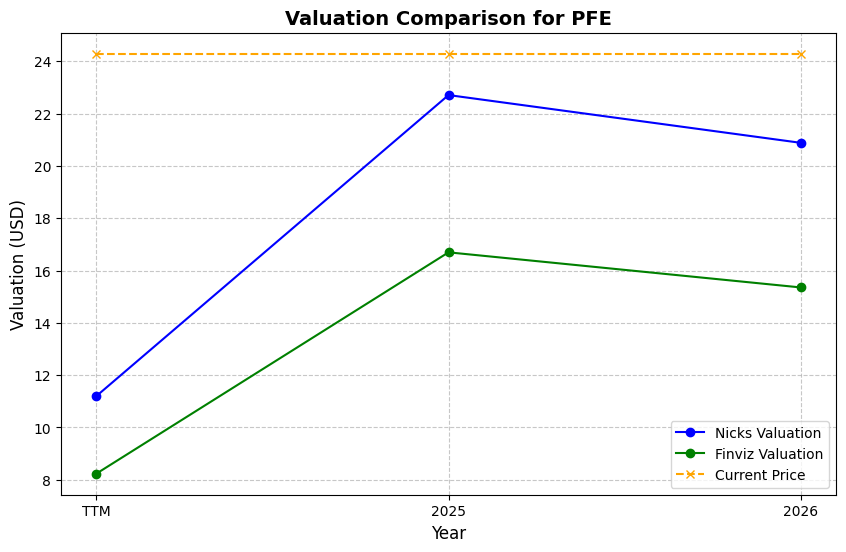 Valuation Comparison for PFE
Valuation (USD)
24
22
20
18
16
14
12
10
8
TTM
2025
2026
Year
Nicks Valuation
Finviz Valuation
Current Price